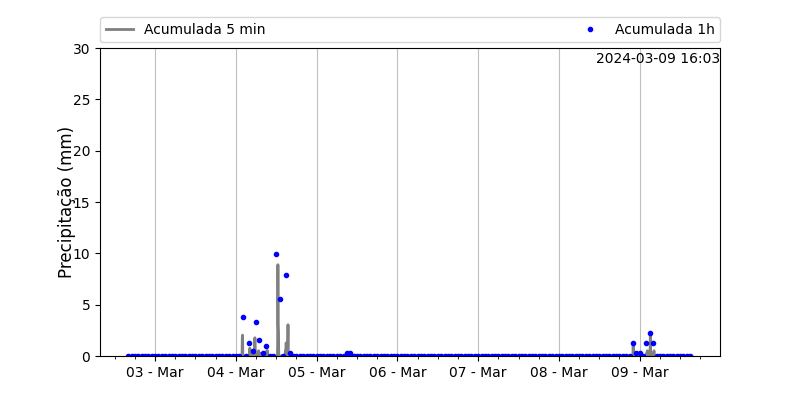 Acumulada 5 min
Acumulada 1h
2024-03-09 16:03
Precipitação (mm)
30
25
20
15
10
5
0
03 - Mar
04 - Mar
05 - Mar
06 - Mar
07 - Mar
08 - Mar
09 - Mar